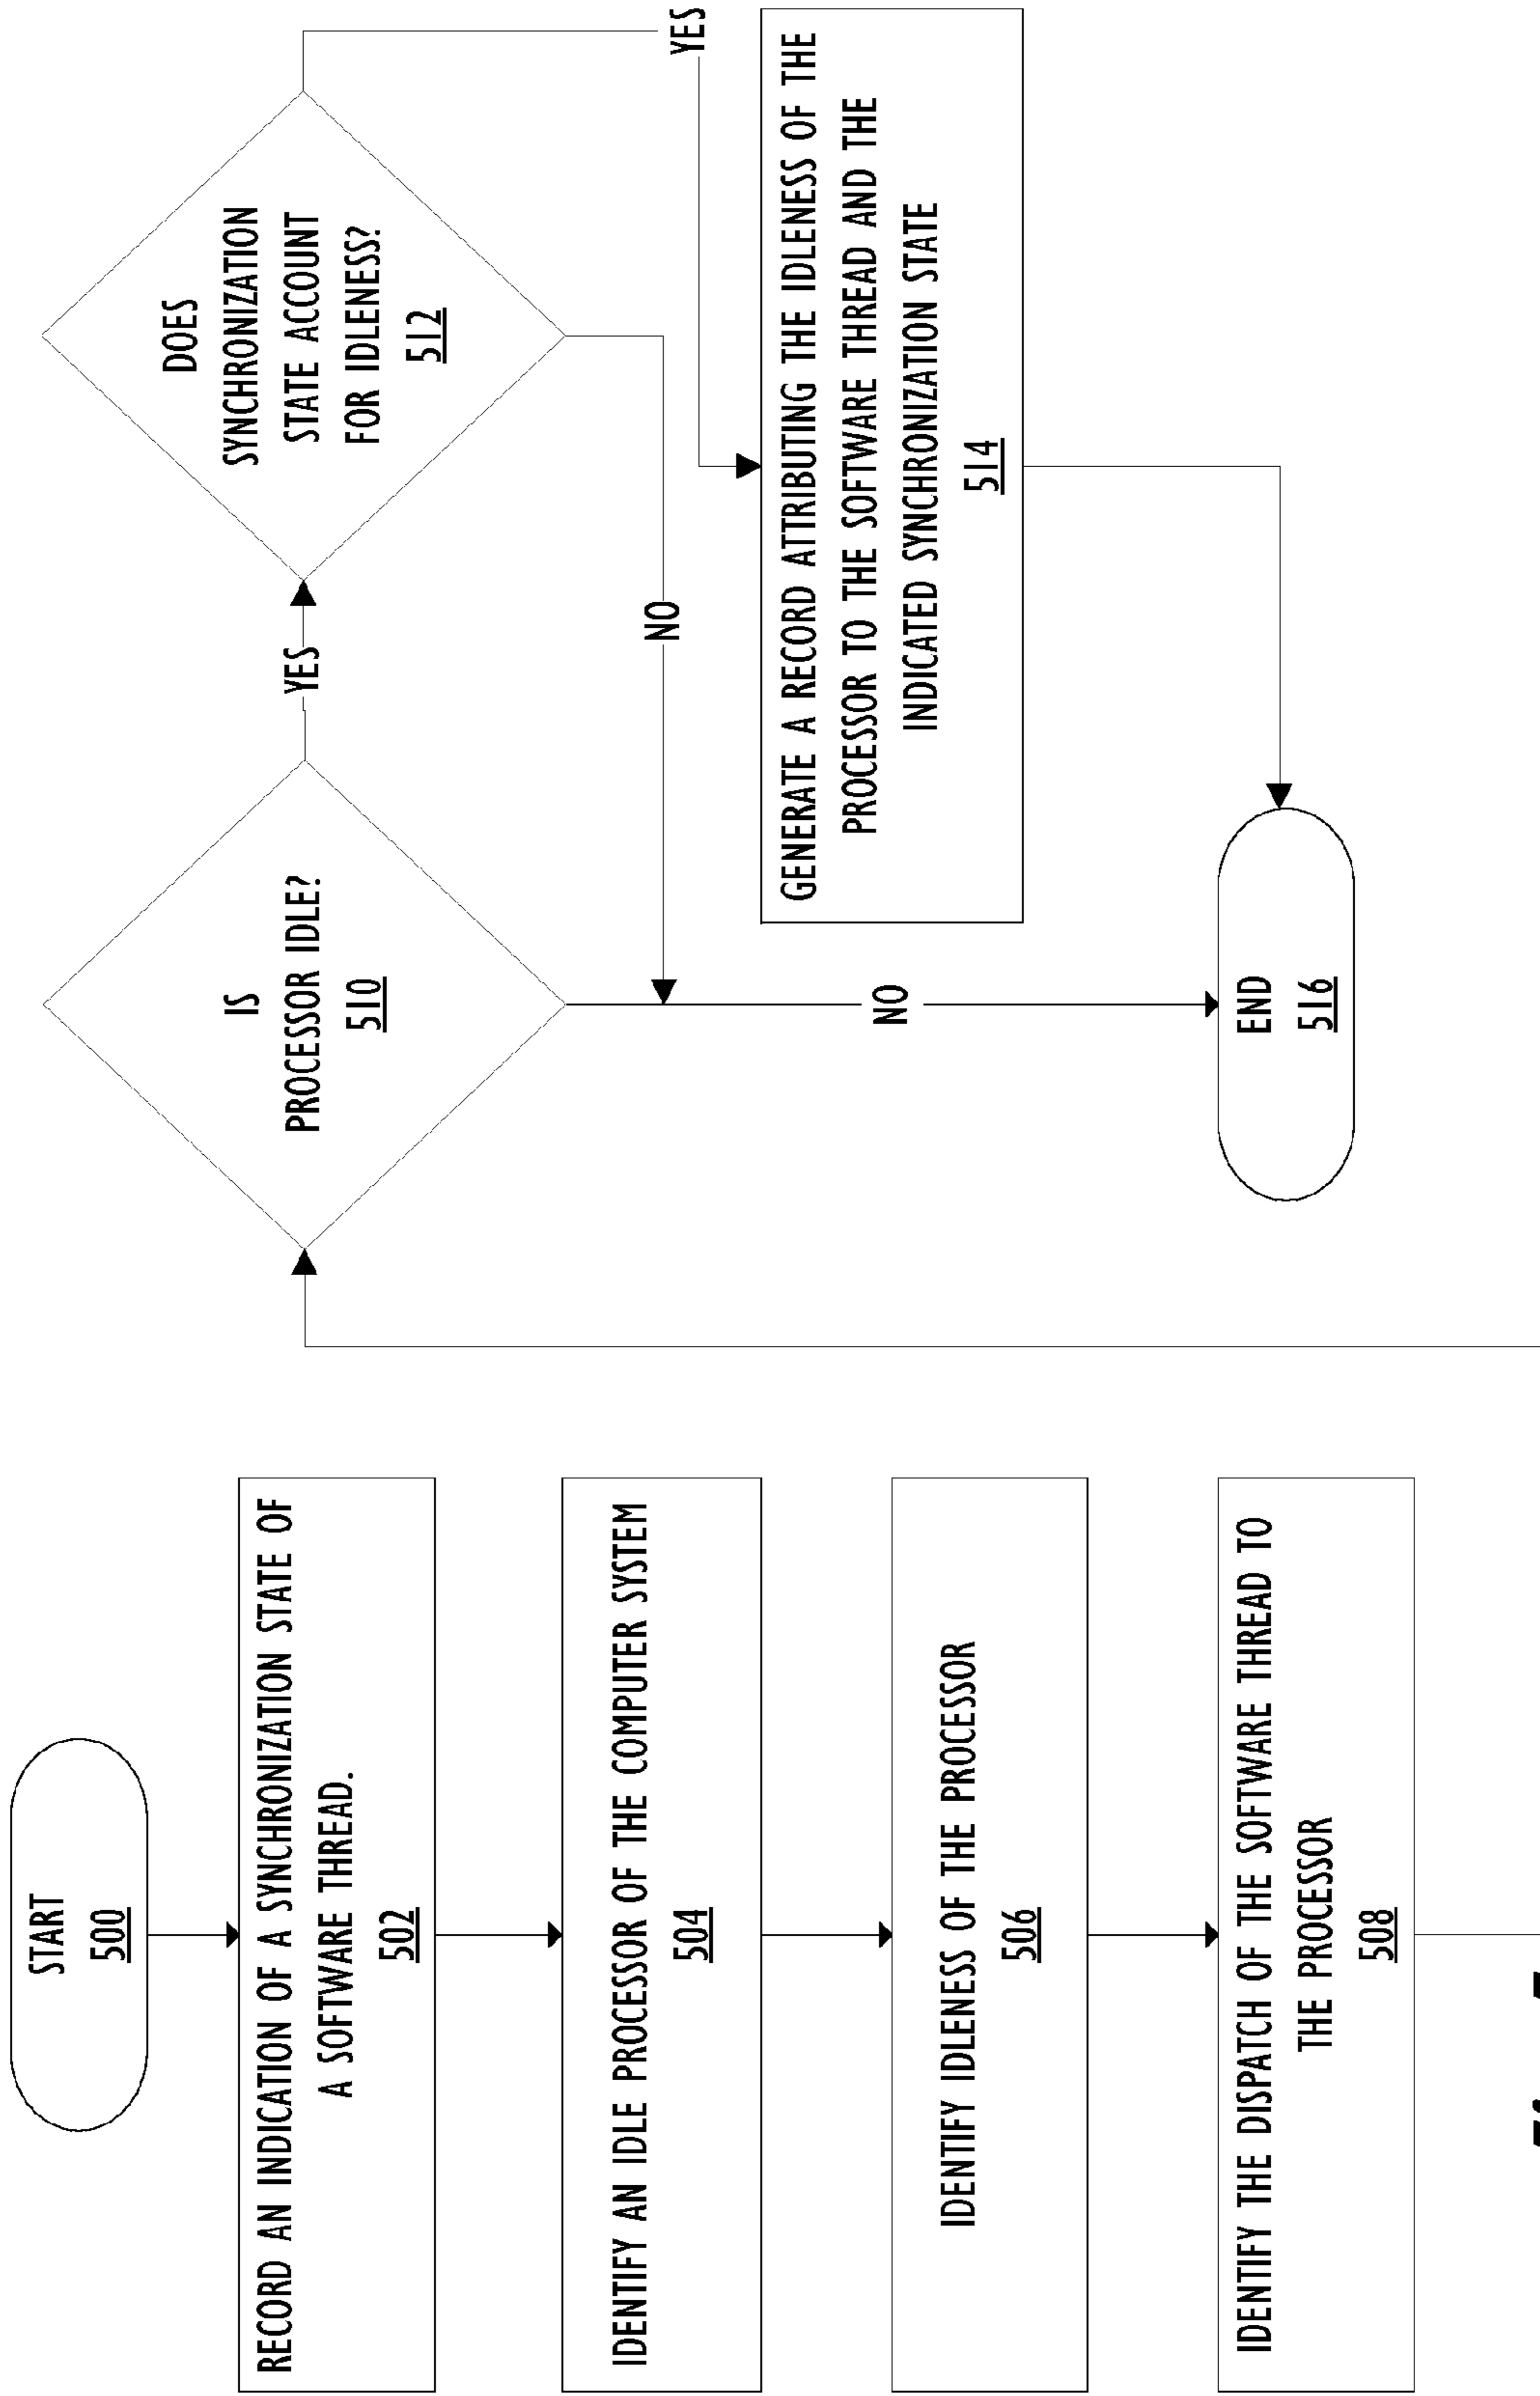 START
500
RECORD AN INDICATION OF A SYNCHRONIZATION STATE OF
A SOFTWARE THREAD.
502
IDENTIFY AN IDLE PROCESSOR OF THE COMPUTER SYSTEM
504
IDENTIFY IDLENESS OF THE PROCESSOR
506
IDENTIFY THE DISPATCH OF THE SOFTWARE THREAD TO
THE PROCESSOR
508
IS
PROCESSOR IDLE?
510
YES
NO
DOES
SYNCHRONIZATION
STATE ACCOUNT
FOR IDLENESS?
512
YES
NO
GENERATE A RECORD ATTRIBUTING THE IDLENESS OF THE
PROCESSOR TO THE SOFTWARE THREAD AND THE
INDICATED SYNCHRONIZATION STATE
514
END
516